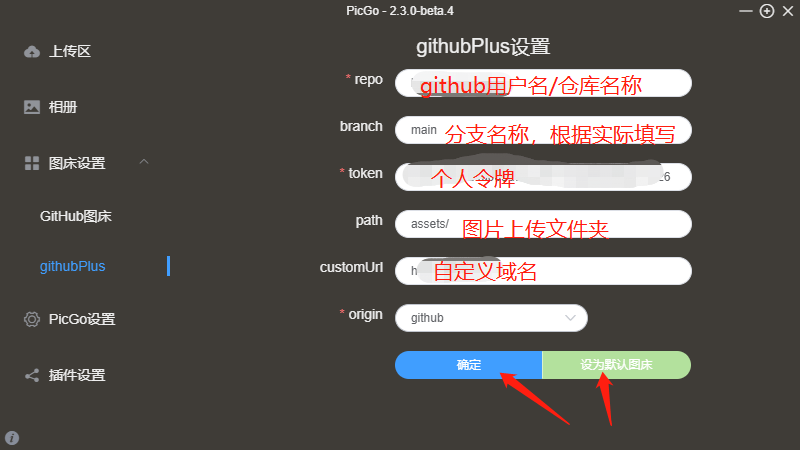 PicGo - 2.3.0-beta.4
上传区
相册
图床设置
GitHub图床
githubPlus
PicGo设置
插件设置
githubPlus设置
* repo
github用户名/仓库名称
branch
main 分支名称，根据实际填写
* token
个人令牌 26
path
assets/ 图片上传文件夹
customUrl
h 自定义域名
* origin
github
确定
设为默认图床